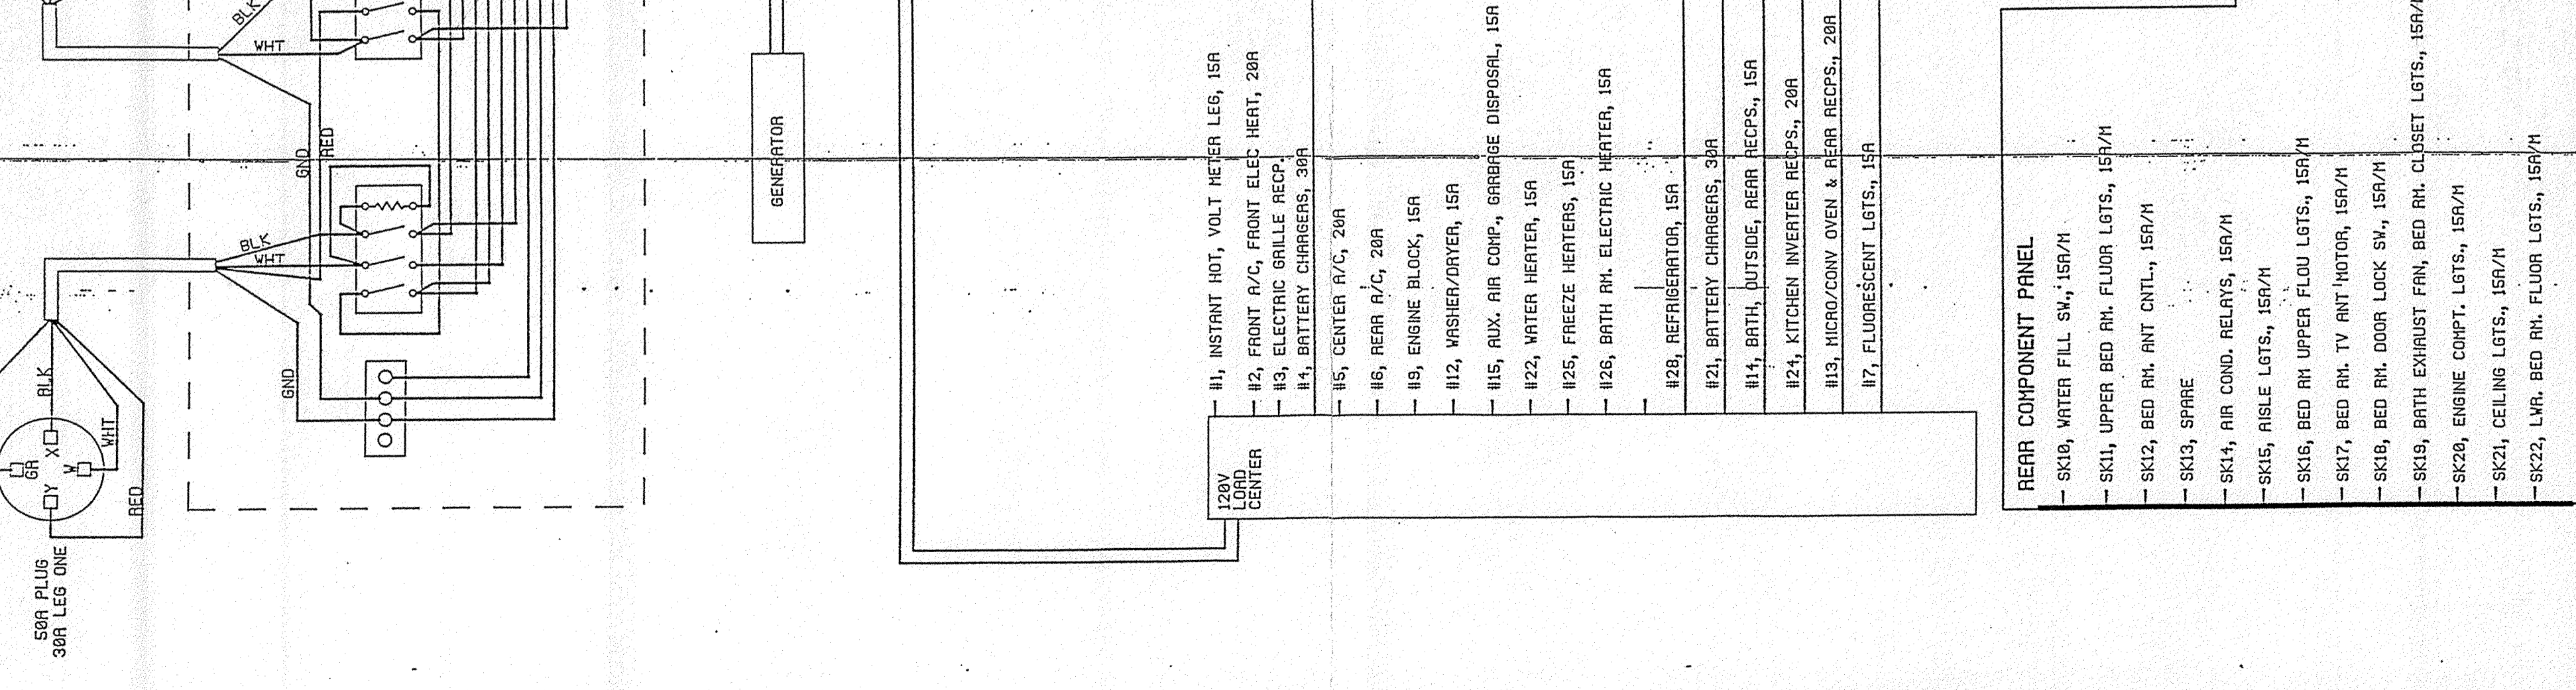 BLK
WHT
GND
RED
BLK
WHT
GND
BLK
WHT
RED
GR
X
W
Y
50A PLUG
30A LEG ONE
GENERATOR
120V
LOAD
CENTER
#1, INSTANT HOT, VOLT METER LEG, 15A
#2, FRONT A/C, FRONT ELEC HEAT, 20A
#3, ELECTRIC GRILLE RECP.
#4, BATTERY CHARGERS, 30A
#5, CENTER A/C, 20A
#6, REAR A/C, 20A
#9, ENGINE BLOCK, 15A
#12, WASHER/DRYER, 15A
#15, AUX. AIR COMP., GARBAGE DISPOSAL, 15A
#22, WATER HEATER, 15A
#25, FREEZE HEATERS, 15A
#26, BATH RM. ELECTRIC HEATER, 15A
#28, REFRIGERATOR, 15A
#21, BATTERY CHARGERS, 30A
#14, BATH, OUTSIDE, REAR RECPS., 15A
#24, KITCHEN INVERTER RECPS., 20A
#13, MICRO/CONV OVEN & REAR RECPS., 20A
#7, FLUORESCENT LGTS., 15A
REAR COMPONENT PANEL
SK10, WATER FILL SW., 15A/M
SK11, UPPER BED RM. FLUOR LGTS., 15A/M
SK12, BED RM. ANT CNTL., 15A/M
SK13, SPARE
SK14, AIR COND. RELAYS, 15A/M
SK15, AISLE LGTS., 15A/M
SK16, BED RM UPPER FLOU LGTS., 15A/M
SK17, BED RM. TV ANT MOTOR, 15A/M
SK18, BED RM. DOOR LOCK SW., 15A/M
SK19, BATH EXHAUST FAN, BED RM. CLOSET LGTS., 15A/
SK20, ENGINE COMPT. LGTS., 15A/M
SK21, CEILING LGTS., 15A/M
SK22, LWR. BED RM. FLUOR LGTS., 15A/M